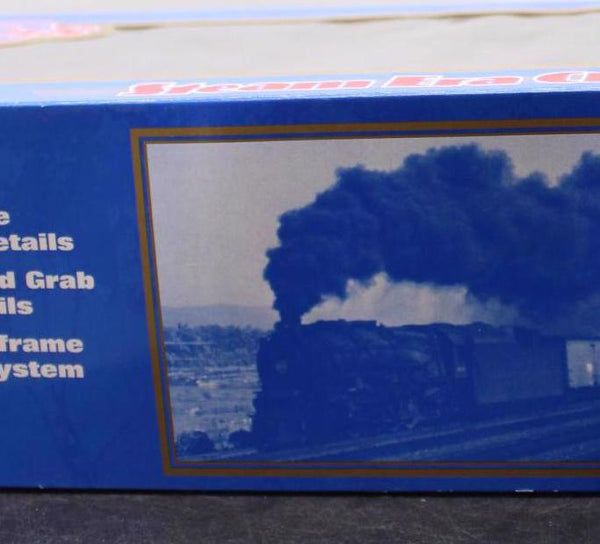 Steam Era
e
etails
d Grab
ils
frame
ystem